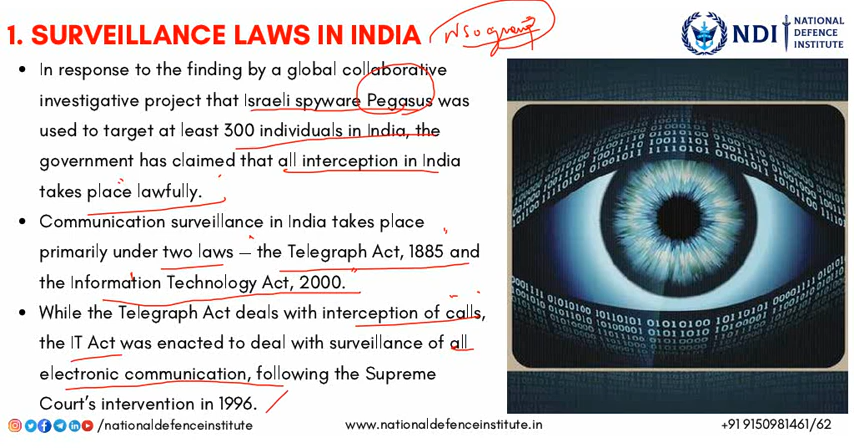 1. SURVEILLANCE LAWS IN INDIA
NSO group
NDI
NATIONAL
DEFENCE
INSTITUTE
• In response to the finding by a global collaborative
investigative project that Israeli spyware Pegasus was
used to target at least 300 individuals in India, the
government has claimed that all interception in India
takes place lawfully.
• Communication surveillance in India takes place
primarily under two laws — the Telegraph Act, 1885 and
the Information Technology Act, 2000.
• While the Telegraph Act deals with interception of calls,
the IT Act was enacted to deal with surveillance of all
electronic communication, following the Supreme
Court's intervention in 1996.
/nationaldefenceinstitute
www.nationaldefenceinstitute.in
+91 9150981461/62